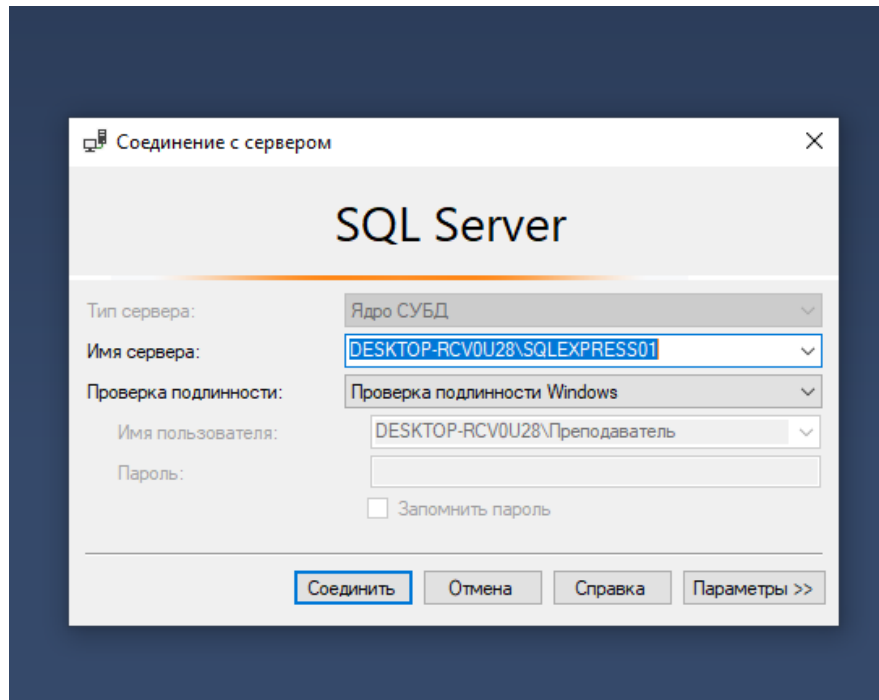 Соединение с сервером
SQL Server
Тип сервера: Ядро СУБД
Имя сервера: DESKTOP-RCV0U28\SQLEXPRESS01
Проверка подлинности: Проверка подлинности Windows
Имя пользователя: DESKTOP-RCV0U28\Преподаватель
Пароль:
Запомнить пароль
Соединить Отмена Справка Параметры >>